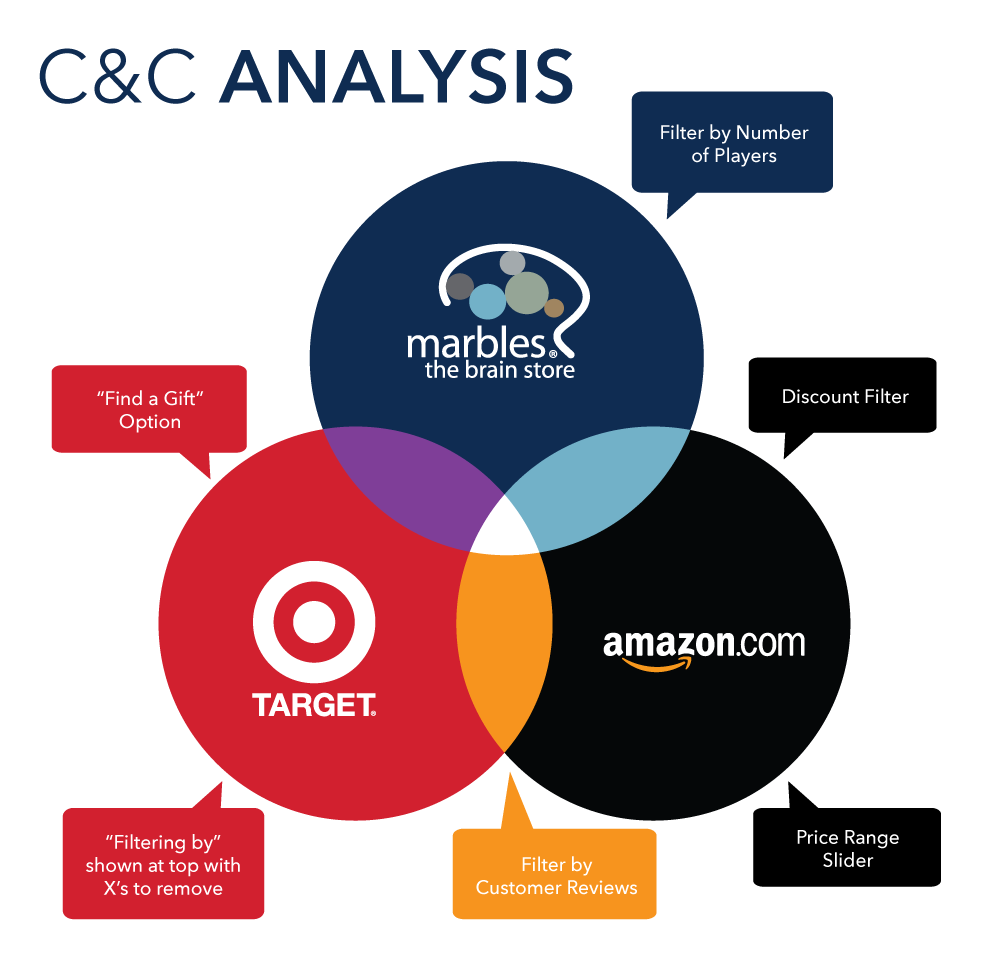 C&C ANALYSIS
Filter by Number
of Players
marbles®
the brain store
“Find a Gift”
Option
Discount Filter
TARGET®
amazon.com
“Filtering by”
shown at top with
X’s to remove
Filter by
Customer Reviews
Price Range
Slider